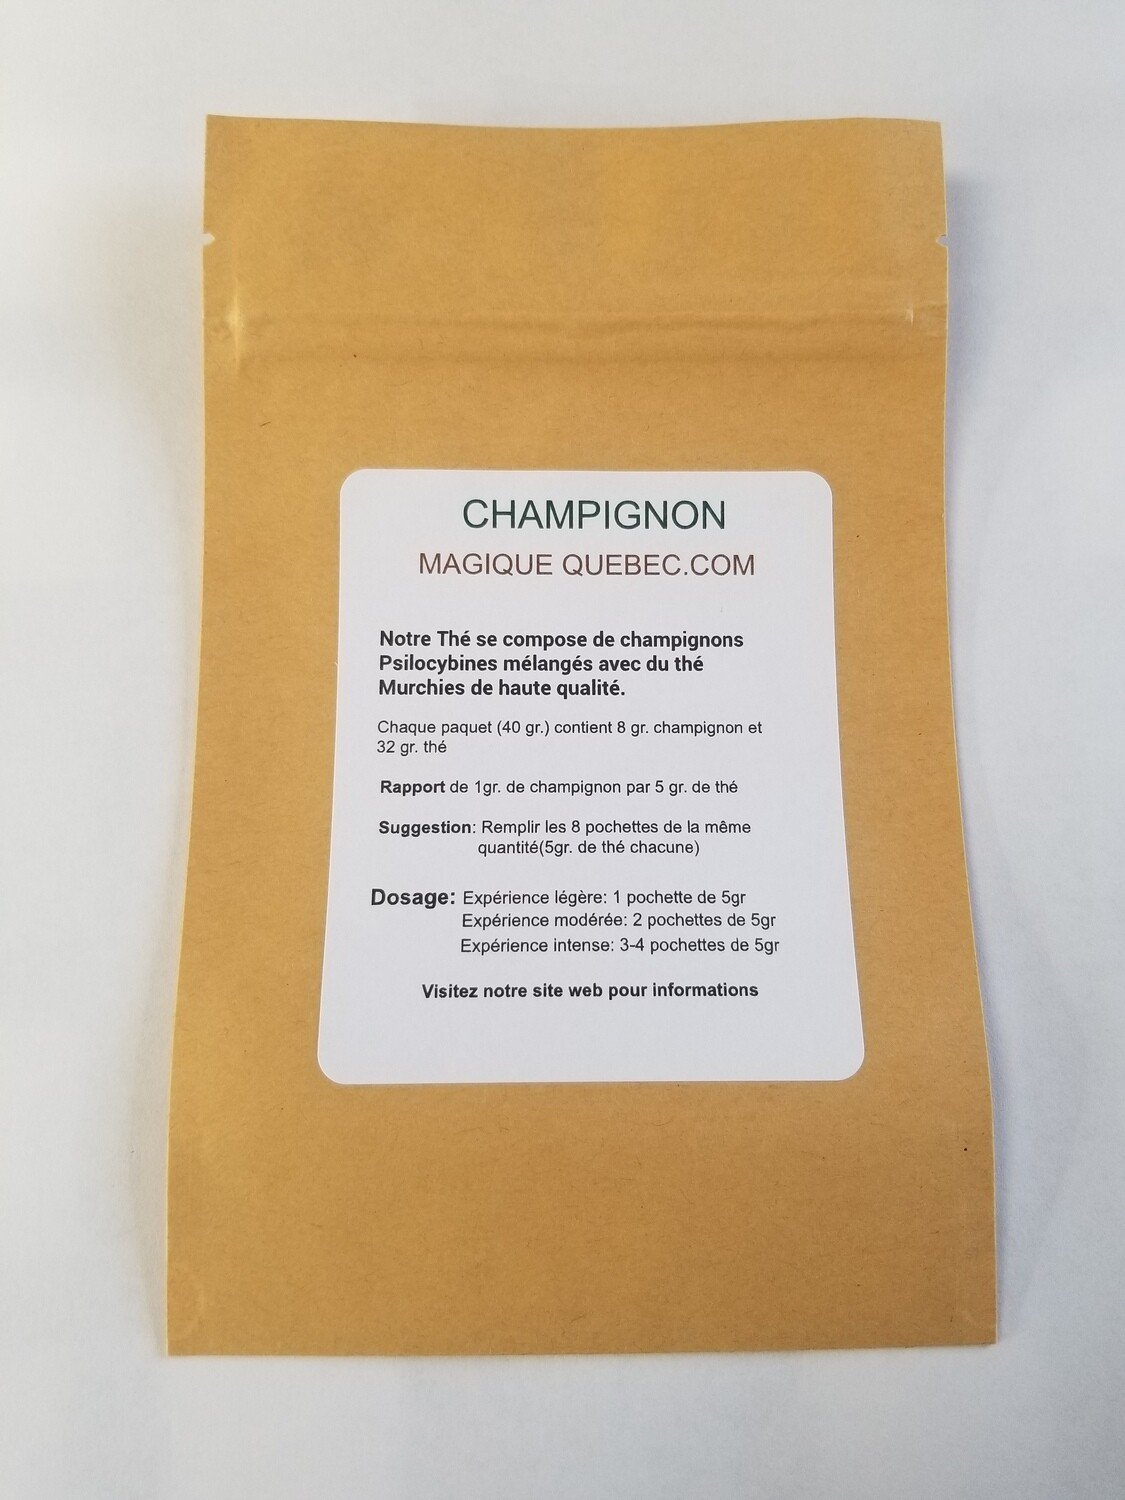 CHAMPIGNON
MAGIQUE QUEBEC.COM
Notre Thé se compose de champignons
Psilocybines mélangés avec du thé
Murchies de haute qualité.
Chaque paquet (40 gr.) contient 8 gr. champignon et
32 gr. thé
Rapport de 1gr. de champignon par 5 gr. de thé
Suggestion: Remplir les 8 pochettes de la même
quantité(5gr. de thé chacune)
Dosage: Expérience légère: 1 pochette de 5gr
Expérience modérée: 2 pochettes de 5gr
Expérience intense: 3-4 pochettes de 5gr
Visitez notre site web pour informations